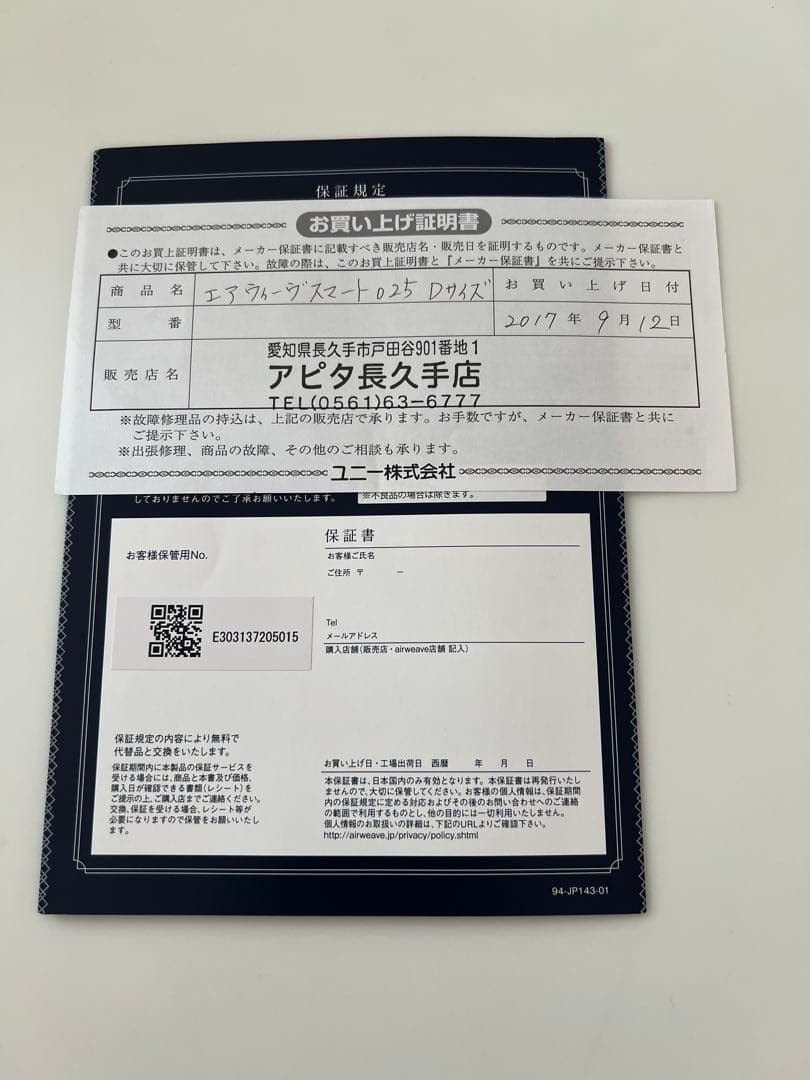 保証規定
お買い上げ証明書
●このお買上証明書は、メーカー保証書に記載すべき販売店名・販売日を証明するものです。メーカー保証書と
共に大切に保管して下さい。故障の際は、このお買上証明書と『メーカー保証書』を共にご提示下さい。
商品名 エアウィーヴスマート025 Dサイズ お買い上げ日付
型番 2017年9月12日
愛知県長久手市戸田谷901番地1
販売店名 アピタ長久手店
TEL(0561)63-6777
※故障修理品の持込は、上記の販売店で承ります。お手数ですが、メーカー保証書と共に
ご提示下さい。
※出張修理、商品の故障、その他のご相談も承ります。
ユニー株式会社
しておりませんのでご了承お願いいたします。
※不良品の場合は除きます。
お客様保管用No.
E303137205015
保証規定の内容により無料で
代替品と交換をいたします。
保証期間内に本製品の保証サービスを
受ける場合には、商品と本書及び価格、
購入日が確認できる書類(レシート)を
ご提示の上、ご購入店までご連絡ください。
交換、保証を受ける場合、レシート等が
必要になりますので保管をお願いいたし
ます。
保証書
お客様ご氏名
ご住所 〒 −
Tel
メールアドレス
購入店舗(販売店・airweave店舗 記入)
お買い上げ日・工場出荷日 西暦 年 月 日
本保証書は、日本国内のみ有効となります。本保証書は再発行いたし
ませんので、大切に保管してください。お客様の個人情報は、保証期間
内の保証規定に定める対応およびその後のお問い合わせへのご連絡
の範囲で利用するものとし、他の目的には一切利用いたしません。
個人情報のお取扱いの詳細は、下記のURLよりご確認下さい。
http://airweave.jp/privacy/policy.shtml
94-JP143-01